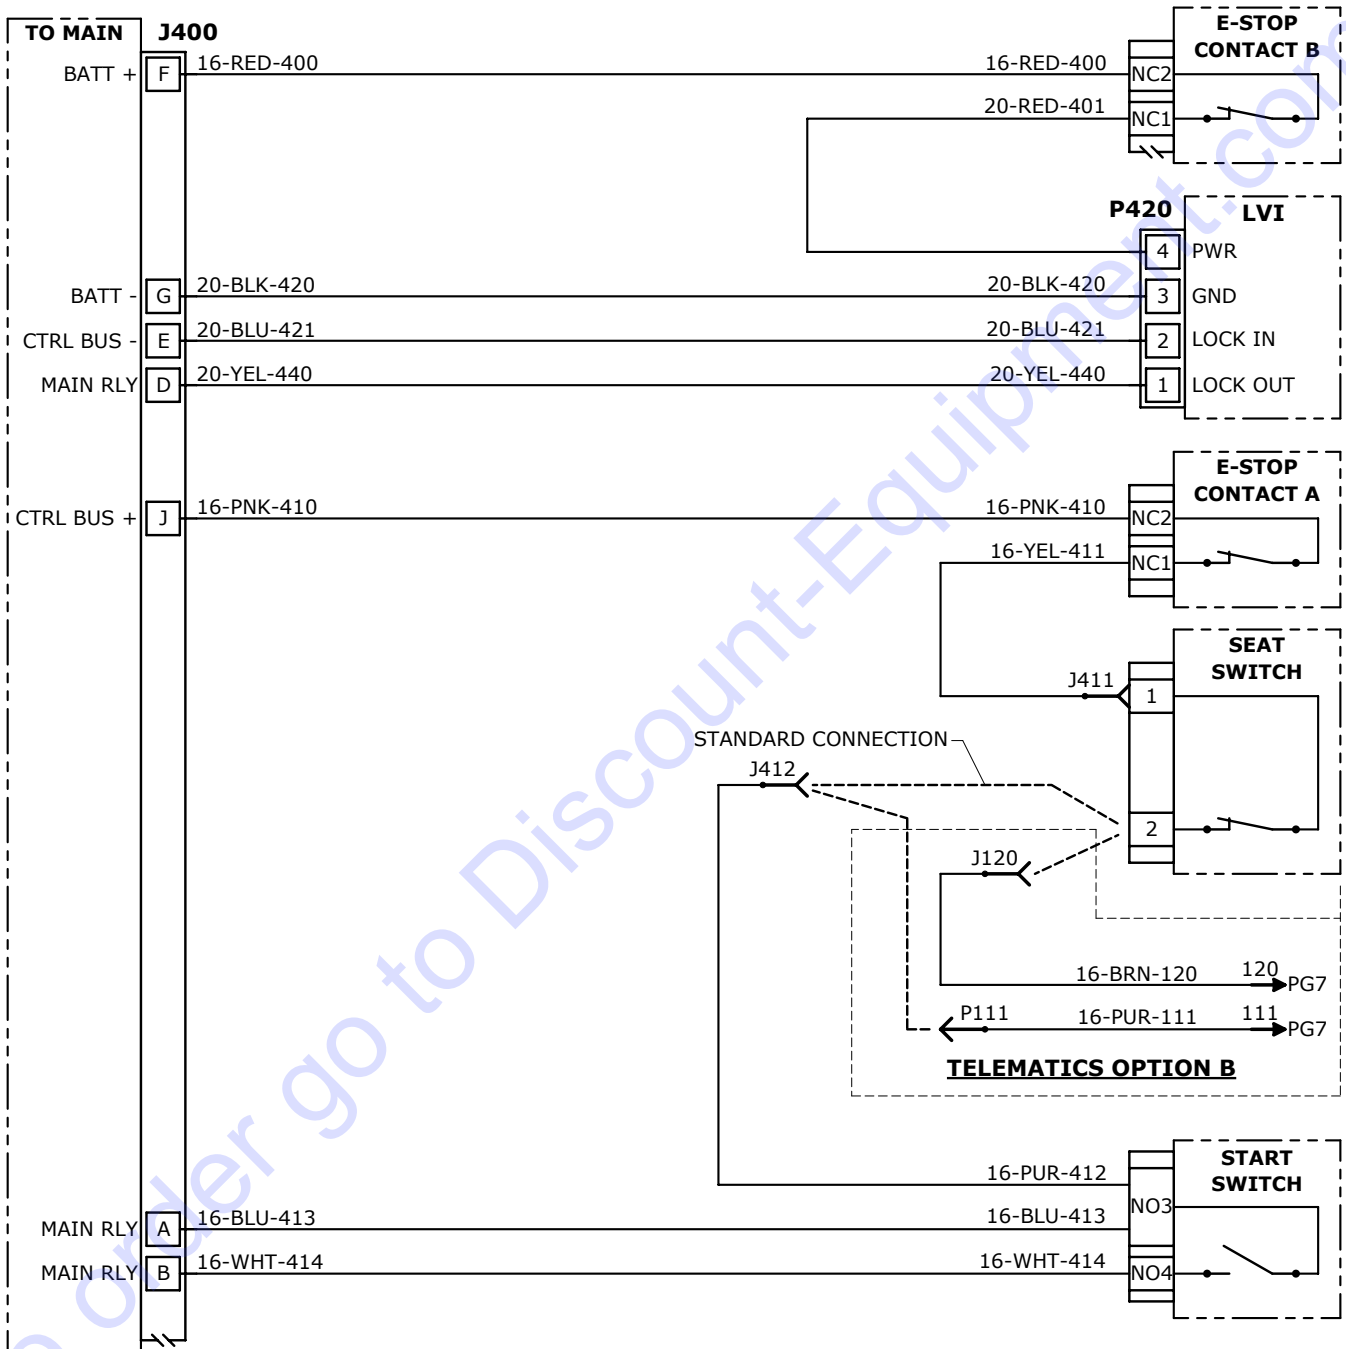 TO MAIN
J400
E-STOP
CONTACT B
BATT +
F
16-RED-400
16-RED-400
NC2
20-RED-401
NC1
P420
LVI
4
PWR
BATT -
G
20-BLK-420
20-BLK-420
3
GND
CTRL BUS -
E
20-BLU-421
20-BLU-421
2
LOCK IN
MAIN RLY
D
20-YEL-440
20-YEL-440
1
LOCK OUT
E-STOP
CONTACT A
CTRL BUS +
J
16-PNK-410
16-PNK-410
NC2
16-YEL-411
NC1
SEAT
SWITCH
J411
1
STANDARD CONNECTION
J412
2
J120
16-BRN-120
120
PG7
P111
16-PUR-111
111
PG7
TELEMATICS OPTION B
START
SWITCH
16-PUR-412
NO3
MAIN RLY
A
16-BLU-413
16-BLU-413
MAIN RLY
B
16-WHT-414
16-WHT-414
NO4
order go to Discount-Equipment.com